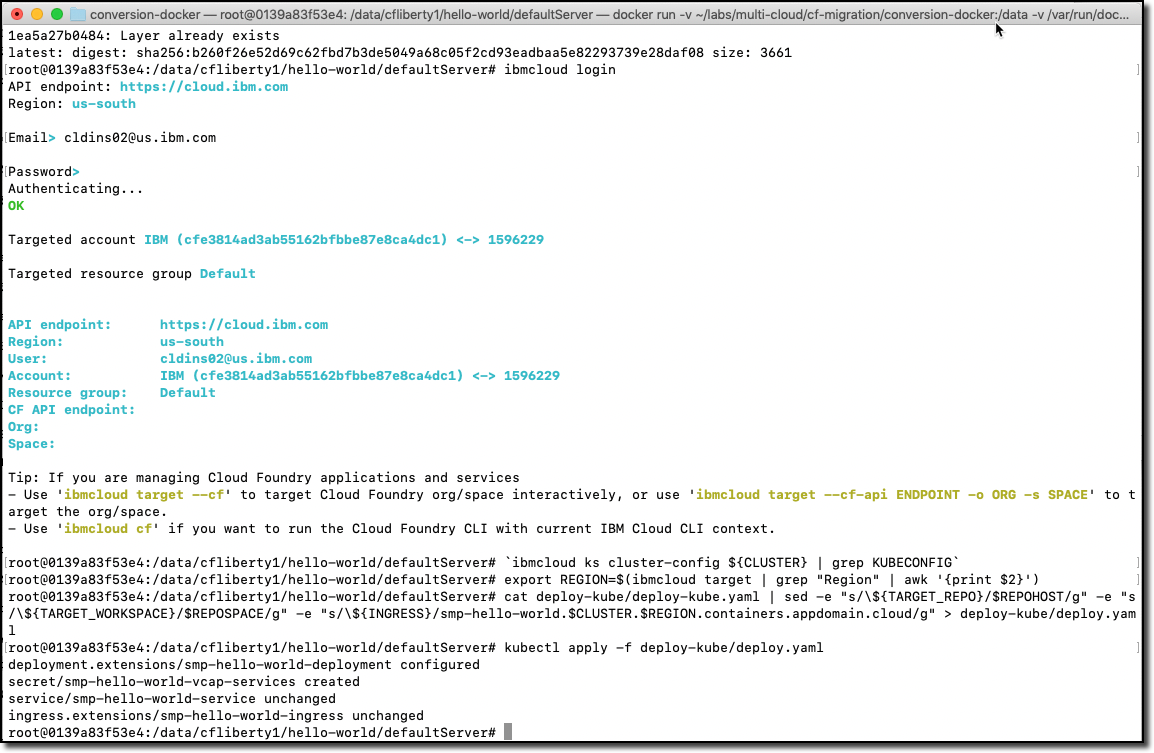 conversion-docker — root@0139a83f53e4: /data/cfliberty1/hello-world/defaultServer — docker run -v ~/labs/multi-cloud/cf-migration/conversion-docker:/data -v /var/run/doc...
1ea5a27b0484: Layer already exists
latest: digest: sha256:b260f26e52d69c62fbd7b3de5049a68c05f2cd93eadbaa5e82293739e28daf08 size: 3661
[root@0139a83f53e4:/data/cfliberty1/hello-world/defaultServer# ibmcloud login ]
API endpoint: https://cloud.ibm.com
Region: us-south
[Email> cldins02@us.ibm.com ]
[Password> ]
Authenticating...
OK
Targeted account IBM (cfe3814ad3ab55162bfbbe87e8ca4dc1) <-> 1596229
Targeted resource group Default
API endpoint: https://cloud.ibm.com
Region: us-south
User: cldins02@us.ibm.com
Account: IBM (cfe3814ad3ab55162bfbbe87e8ca4dc1) <-> 1596229
Resource group: Default
CF API endpoint:
Org:
Space:
Tip: If you are managing Cloud Foundry applications and services
- Use 'ibmcloud target --cf' to target Cloud Foundry org/space interactively, or use 'ibmcloud target --cf-api ENDPOINT -o ORG -s SPACE' to t
arget the org/space.
- Use 'ibmcloud cf' if you want to run the Cloud Foundry CLI with current IBM Cloud CLI context.
[root@0139a83f53e4:/data/cfliberty1/hello-world/defaultServer# `ibmcloud ks cluster-config ${CLUSTER} | grep KUBECONFIG` ]
[root@0139a83f53e4:/data/cfliberty1/hello-world/defaultServer# export REGION=$(ibmcloud target | grep "Region" | awk '{print $2}') ]
root@0139a83f53e4:/data/cfliberty1/hello-world/defaultServer# cat deploy-kube/deploy-kube.yaml | sed -e "s/\${TARGET_REPO}/$REPOHOST/g" -e "s
/\${TARGET_WORKSPACE}/$REPOSPACE/g" -e "s/\${INGRESS}/smp-hello-world.$CLUSTER.$REGION.containers.appdomain.cloud/g" > deploy-kube/deploy.yam
l
[root@0139a83f53e4:/data/cfliberty1/hello-world/defaultServer# kubectl apply -f deploy-kube/deploy.yaml ]
deployment.extensions/smp-hello-world-deployment configured
secret/smp-hello-world-vcap-services created
service/smp-hello-world-service unchanged
ingress.extensions/smp-hello-world-ingress unchanged
root@0139a83f53e4:/data/cfliberty1/hello-world/defaultServer#